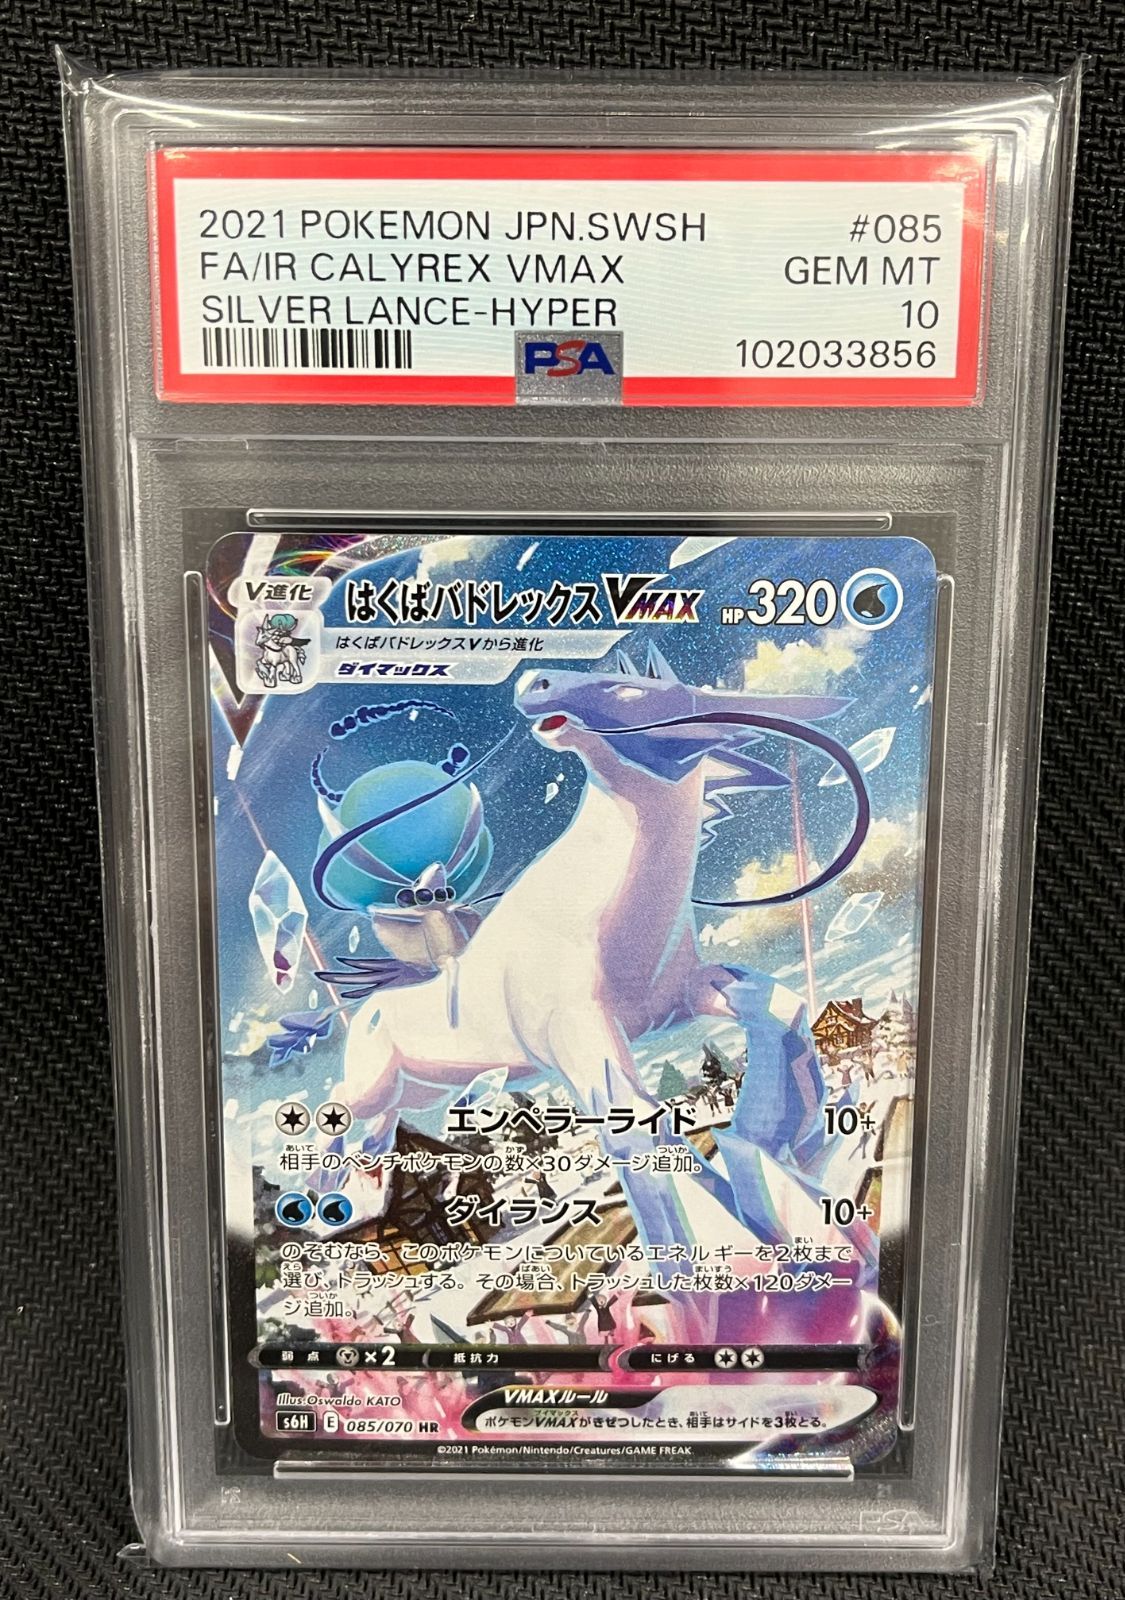 2021 POKEMON JPN.SWSH #085
FA/IR CALYREX VMAX GEM MT
SILVER LANCE-HYPER 10
PSA 102033856
V進化 はくばバドレックスVMAX HP320
はくばバドレックスVから進化
ダイマックス
エンペラーライド 10+
相手のベンチポケモンの数×30ダメージ追加。
ダイランス 10+
のぞむなら、このポケモンについているエネルギーを2枚まで
選び、トラッシュする。その場合、トラッシュした枚数×120ダメー
ジ追加。
弱点 ×2 抵抗力 にげる
Illus.Oswaldo KATO VMAXルール
s6H E 085/070 HR ポケモンVMAXがきぜつしたとき、相手はサイドを3枚とる。
©2021 Pokémon/Nintendo/Creatures/GAME FREAK
PSA